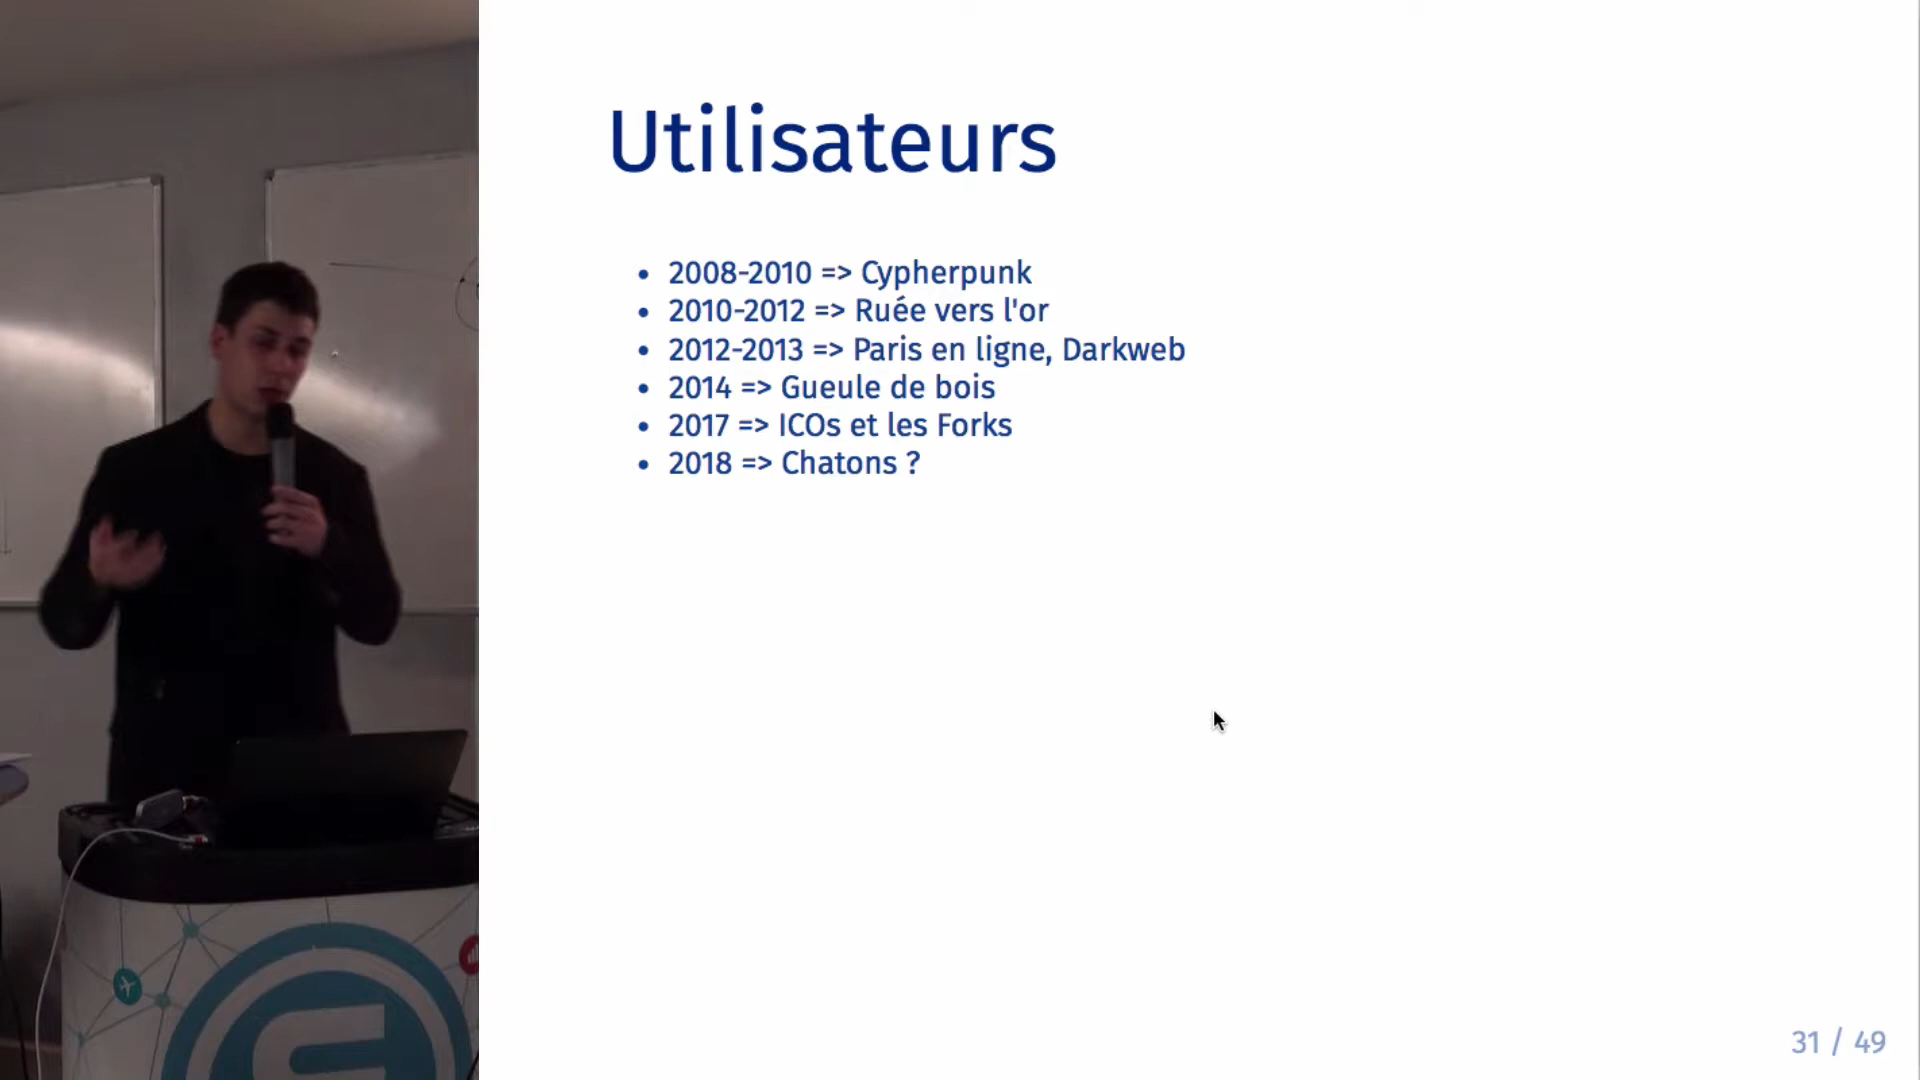 Utilisateurs
• 2008-2010 => Cypherpunk
• 2010-2012 => Ruée vers l'or
• 2012-2013 => Paris en ligne, Darkweb
• 2014 => Gueule de bois
• 2017 => ICOs et les Forks
• 2018 => Chatons ?
31 / 49